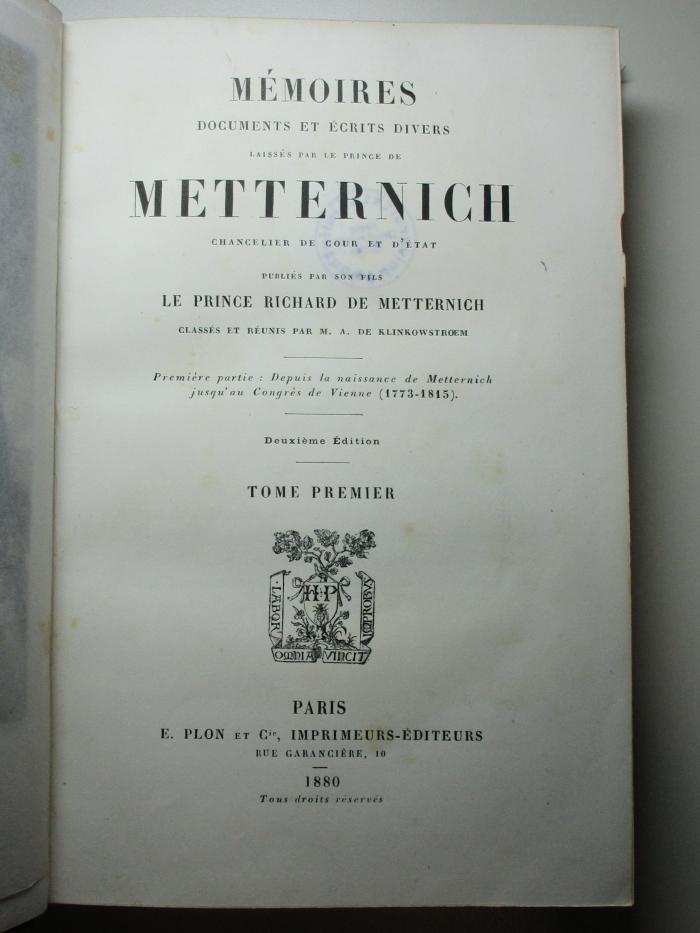 MÉMOIRES
DOCUMENTS ET ÉCRITS DIVERS
LAISSÉS PAR LE PRINCE DE
METTERNICH
CHANCELIER DE COUR ET D'ÉTAT
PUBLIÉS PAR SON FILS
LE PRINCE RICHARD DE METTERNICH
CLASSÉS ET RÉUNIS PAR M. A. DE KLINKOWSTRŒM
Première partie : Depuis la naissance de Metternich
jusqu'au Congrès de Vienne (1773-1815).
Deuxième Édition
TOME PREMIER
H P
LABOR
OMNIA VINCIT
IMPROBVS
PARIS
E. PLON ET Cie, IMPRIMEURS-ÉDITEURS
RUE GARANCIÈRE, 10
1880
Tous droits réservés